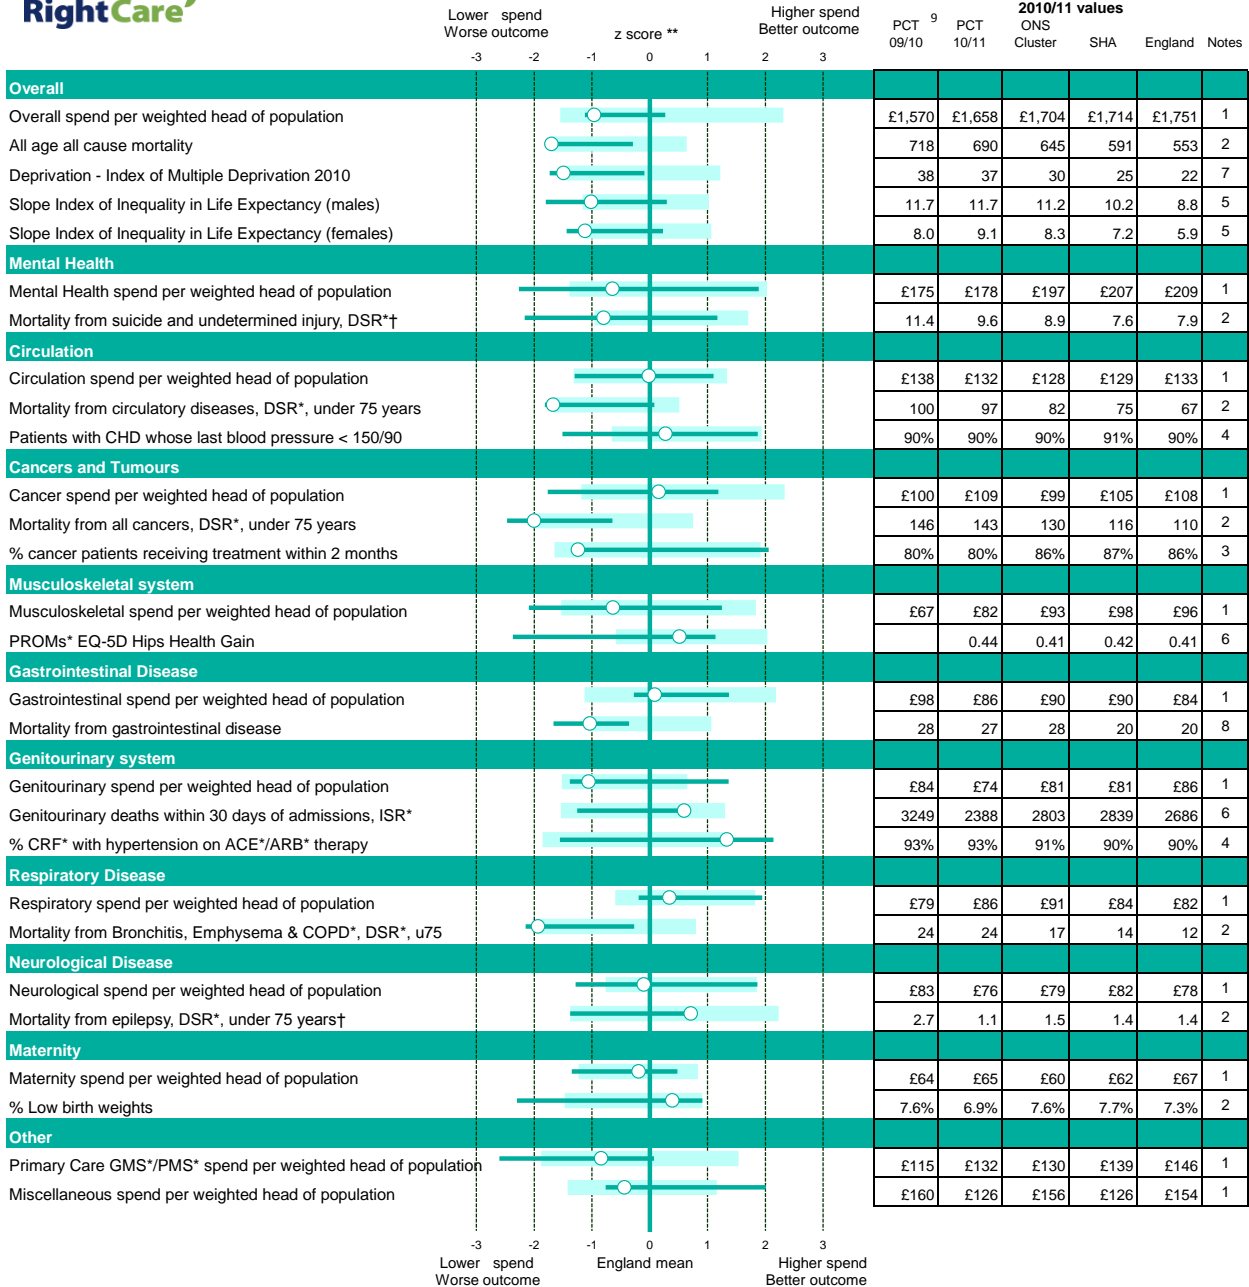 RightCare
Lower spend
Worse outcome
z score **
Higher spend
Better outcome
-3 -2 -1 0 1 2 3
2010/11 values
PCT 09/10 9 PCT 10/11 ONS Cluster SHA England Notes
Overall
Overall spend per weighted head of population £1,570 £1,658 £1,704 £1,714 £1,751 1
All age all cause mortality 718 690 645 591 553 2
Deprivation - Index of Multiple Deprivation 2010 38 37 30 25 22 7
Slope Index of Inequality in Life Expectancy (males) 11.7 11.7 11.2 10.2 8.8 5
Slope Index of Inequality in Life Expectancy (females) 8.0 9.1 8.3 7.2 5.9 5
Mental Health
Mental Health spend per weighted head of population £175 £178 £197 £207 £209 1
Mortality from suicide and undetermined injury, DSR*† 11.4 9.6 8.9 7.6 7.9 2
Circulation
Circulation spend per weighted head of population £138 £132 £128 £129 £133 1
Mortality from circulatory diseases, DSR*, under 75 years 100 97 82 75 67 2
Patients with CHD whose last blood pressure < 150/90 90% 90% 90% 91% 90% 4
Cancers and Tumours
Cancer spend per weighted head of population £100 £109 £99 £105 £108 1
Mortality from all cancers, DSR*, under 75 years 146 143 130 116 110 2
% cancer patients receiving treatment within 2 months 80% 80% 86% 87% 86% 3
Musculoskeletal system
Musculoskeletal spend per weighted head of population £67 £82 £93 £98 £96 1
PROMs* EQ-5D Hips Health Gain 0.44 0.41 0.42 0.41 6
Gastrointestinal Disease
Gastrointestinal spend per weighted head of population £98 £86 £90 £90 £84 1
Mortality from gastrointestinal disease 28 27 28 20 20 8
Genitourinary system
Genitourinary spend per weighted head of population £84 £74 £81 £81 £86 1
Genitourinary deaths within 30 days of admissions, ISR* 3249 2388 2803 2839 2686 6
% CRF* with hypertension on ACE*/ARB* therapy 93% 93% 91% 90% 90% 4
Respiratory Disease
Respiratory spend per weighted head of population £79 £86 £91 £84 £82 1
Mortality from Bronchitis, Emphysema & COPD*, DSR*, u75 24 24 17 14 12 2
Neurological Disease
Neurological spend per weighted head of population £83 £76 £79 £82 £78 1
Mortality from epilepsy, DSR*, under 75 years† 2.7 1.1 1.5 1.4 1.4 2
Maternity
Maternity spend per weighted head of population £64 £65 £60 £62 £67 1
% Low birth weights 7.6% 6.9% 7.6% 7.7% 7.3% 2
Other
Primary Care GMS*/PMS* spend per weighted head of population £115 £132 £130 £139 £146 1
Miscellaneous spend per weighted head of population £160 £126 £156 £126 £154 1
-3 -2 -1 0 1 2 3
Lower spend
Worse outcome
England mean
Higher spend
Better outcome